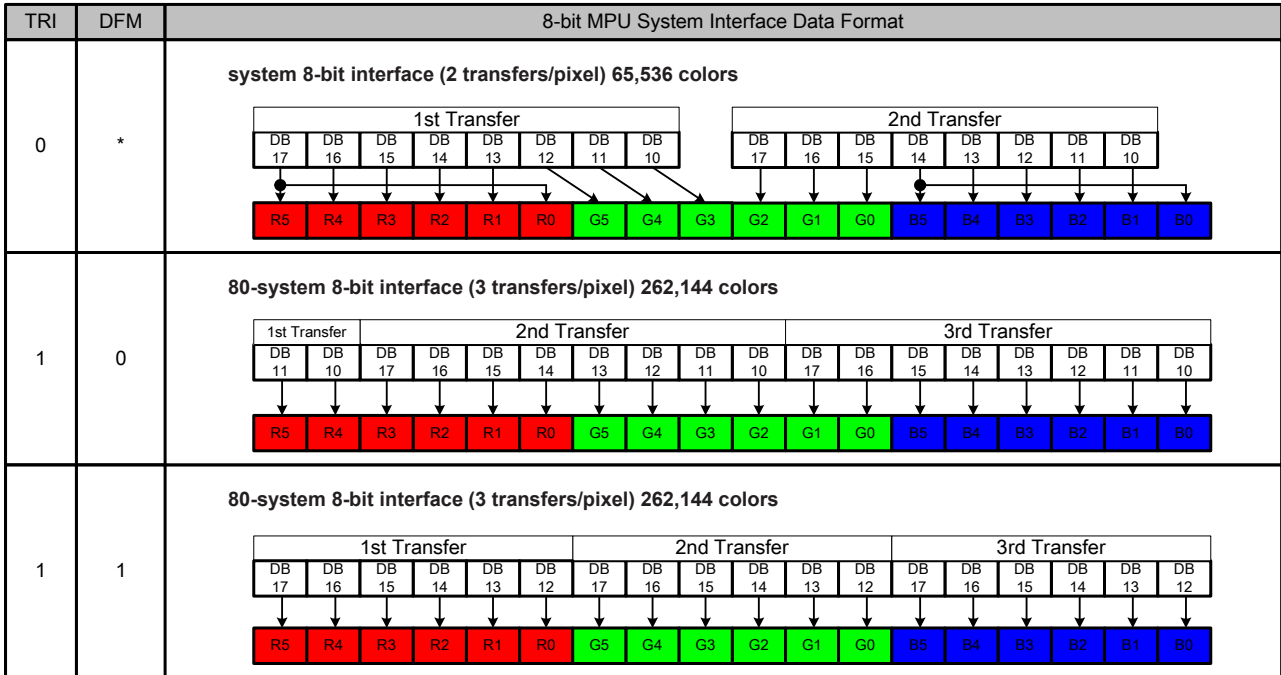 TRI DFM 8-bit MPU System Interface Data Format
0 *
system 8-bit interface (2 transfers/pixel) 65,536 colors
1st Transfer 2nd Transfer
DB DB DB DB DB DB DB DB DB DB DB DB DB DB DB DB
17 16 15 14 13 12 11 10 17 16 15 14 13 12 11 10
R5 R4 R3 R2 R1 R0 G5 G4 G3 G2 G1 G0 B5 B4 B3 B2 B1 B0
1 0
80-system 8-bit interface (3 transfers/pixel) 262,144 colors
1st Transfer 2nd Transfer 3rd Transfer
DB DB DB DB DB DB DB DB DB DB DB DB DB DB DB DB DB DB
11 10 17 16 15 14 13 12 11 10 17 16 15 14 13 12 11 10
R5 R4 R3 R2 R1 R0 G5 G4 G3 G2 G1 G0 B5 B4 B3 B2 B1 B0
1 1
80-system 8-bit interface (3 transfers/pixel) 262,144 colors
1st Transfer 2nd Transfer 3rd Transfer
DB DB DB DB DB DB DB DB DB DB DB DB DB DB DB DB DB DB
17 16 15 14 13 12 17 16 15 14 13 12 17 16 15 14 13 12
R5 R4 R3 R2 R1 R0 G5 G4 G3 G2 G1 G0 B5 B4 B3 B2 B1 B0